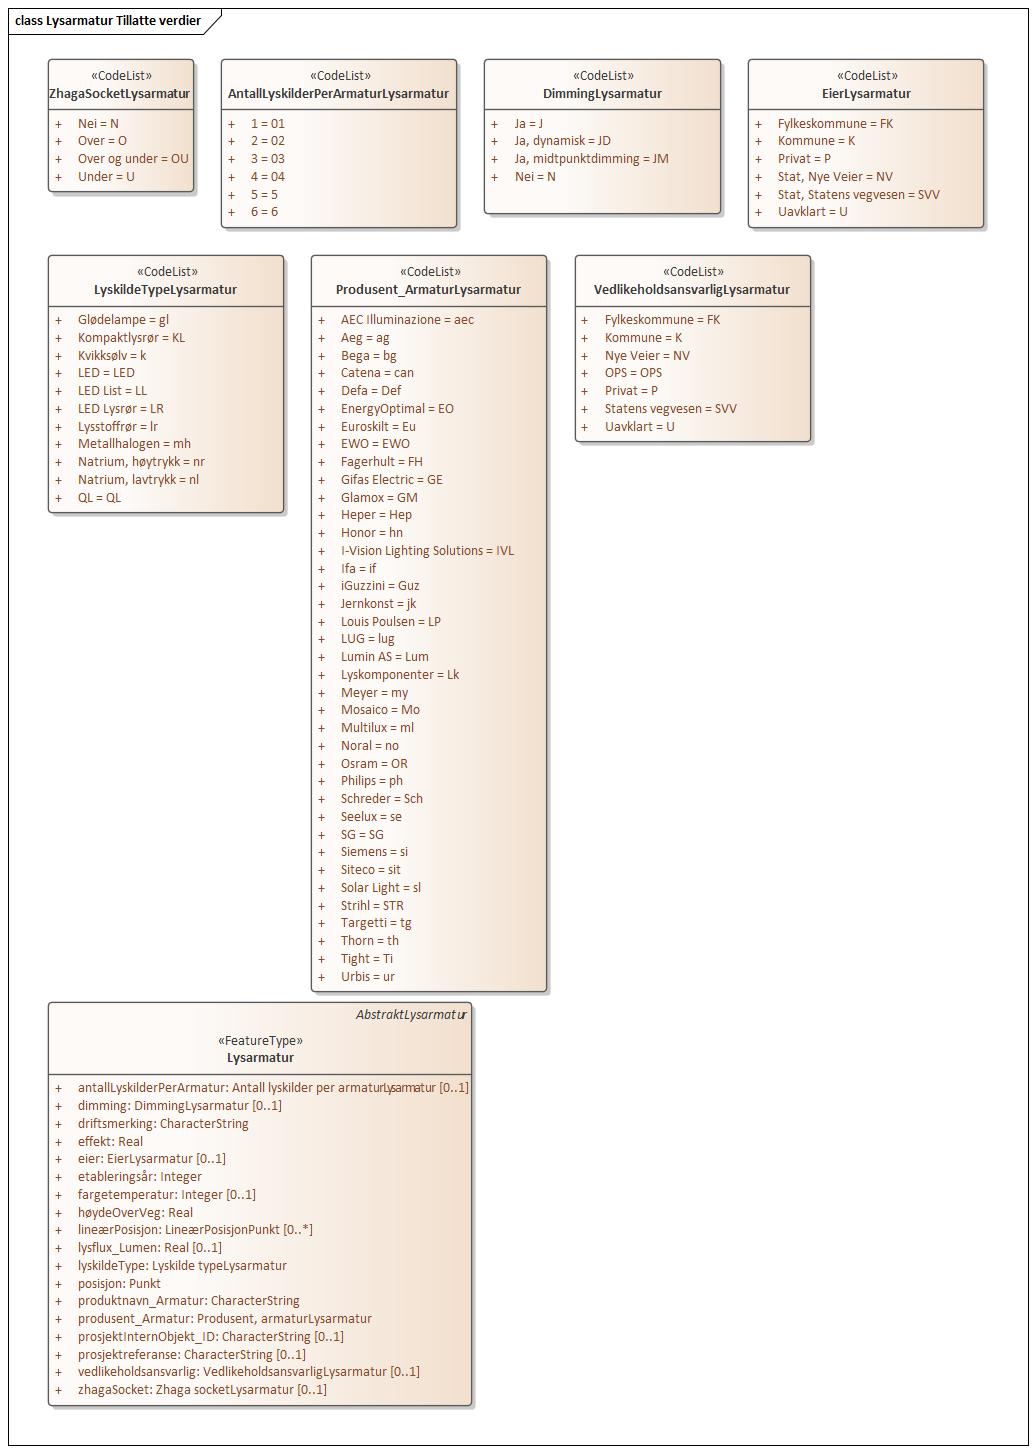 class Lysarmatur Tillatte verdier
«CodeList»
ZhagaSocketLysarmatur
+ Nei = N
+ Over = O
+ Over og under = OU
+ Under = U
«CodeList»
AntallLyskilderPerArmaturLysarmatur
+ 1 = 01
+ 2 = 02
+ 3 = 03
+ 4 = 04
+ 5 = 5
+ 6 = 6
«CodeList»
DimmingLysarmatur
+ Ja = J
+ Ja, dynamisk = JD
+ Ja, midtpunktdimming = JM
+ Nei = N
«CodeList»
EierLysarmatur
+ Fylkeskommune = FK
+ Kommune = K
+ Privat = P
+ Stat, Nye Veier = NV
+ Stat, Statens vegvesen = SVV
+ Uavklart = U
«CodeList»
LyskildeTypeLysarmatur
+ Glødelampe = gl
+ Kompaktlysrør = KL
+ Kvikksølv = k
+ LED = LED
+ LED List = LL
+ LED Lysrør = LR
+ Lysstoffrør = lr
+ Metallhalogen = mh
+ Natrium, høytrykk = nr
+ Natrium, lavtrykk = nl
+ QL = QL
«CodeList»
Produsent_ArmaturLysarmatur
+ AEC Illuminazione = aec
+ Aeg = ag
+ Bega = bg
+ Catena = can
+ Defa = Def
+ EnergyOptimal = EO
+ Euroskilt = Eu
+ EWO = EWO
+ Fagerhult = FH
+ Gifas Electric = GE
+ Glamox = GM
+ Heper = Hep
+ Honor = hn
+ I-Vision Lighting Solutions = IVL
+ Ifa = if
+ iGuzzini = Guz
+ Jernkonst = jk
+ Louis Poulsen = LP
+ LUG = lug
+ Lumin AS = Lum
+ Lyskomponenter = Lk
+ Meyer = my
+ Mosaico = Mo
+ Multilux = ml
+ Noral = no
+ Osram = OR
+ Philips = ph
+ Schreder = Sch
+ Seelux = se
+ SG = SG
+ Siemens = si
+ Siteco = sit
+ Solar Light = sl
+ Strihl = STR
+ Targetti = tg
+ Thorn = th
+ Tight = Ti
+ Urbis = ur
«CodeList»
VedlikeholdsansvarligLysarmatur
+ Fylkeskommune = FK
+ Kommune = K
+ Nye Veier = NV
+ OPS = OPS
+ Privat = P
+ Statens vegvesen = SVV
+ Uavklart = U
AbstraktLysarmatur
«FeatureType»
Lysarmatur
+ antallLyskilderPerArmatur: Antall lyskilder per armaturLysarmatur [0..1]
+ dimming: DimmingLysarmatur [0..1]
+ driftsmerking: CharacterString
+ effekt: Real
+ eier: EierLysarmatur [0..1]
+ etableringsår: Integer
+ fargetemperatur: Integer [0..1]
+ høydeOverVeg: Real
+ lineærPosisjon: LineærPosisjonPunkt [0..*]
+ lysflux_Lumen: Real [0..1]
+ lyskildeType: Lyskilde typeLysarmatur
+ posisjon: Punkt
+ produktnavn_Armatur: CharacterString
+ produsent_Armatur: Produsent, armaturLysarmatur
+ prosjektInternObjekt_ID: CharacterString [0..1]
+ prosjektreferanse: CharacterString [0..1]
+ vedlikeholdsansvarlig: VedlikeholdsansvarligLysarmatur [0..1]
+ zhagaSocket: Zhaga socketLysarmatur [0..1]